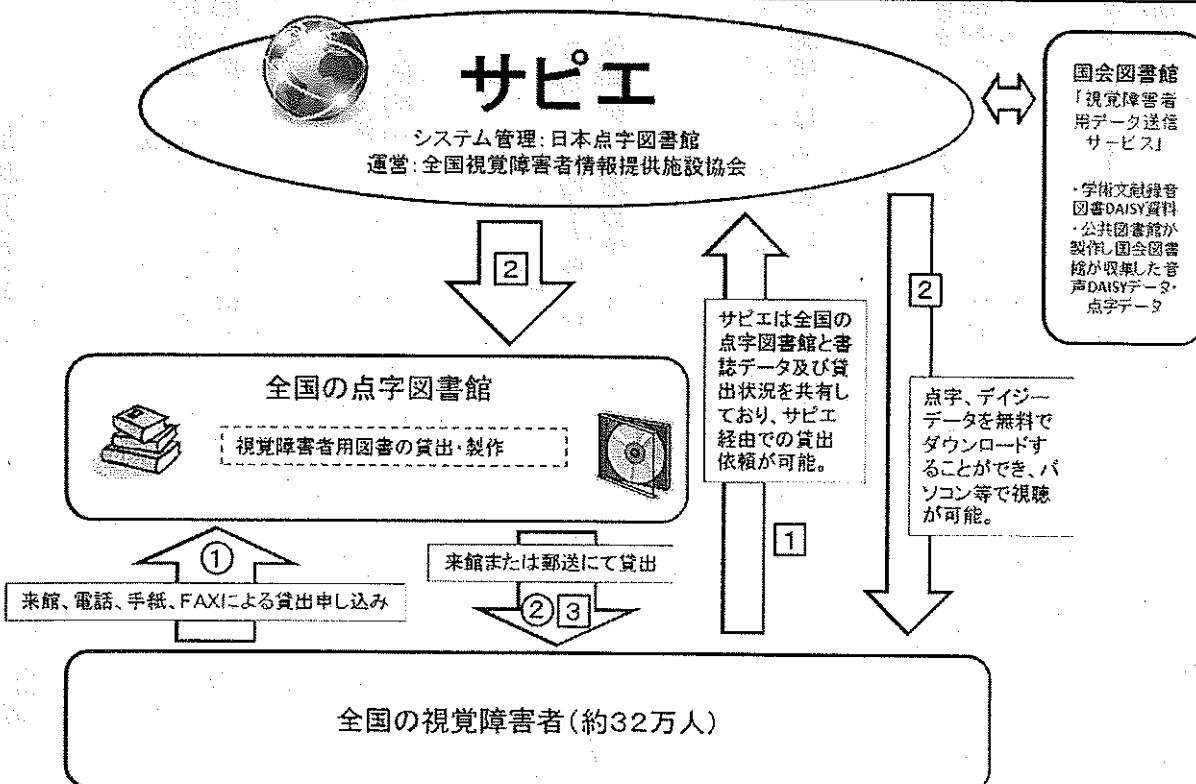 サピエ
システム管理:日本点字図書館
運営:全国視覚障害者情報提供施設協会
国会図書館
「視覚障害者
用データ送信
サービス」
・学術文献録音
図書DAISY資料
・公共図書館が
製作し国会図書
館が収集した音
声DAISYデータ・
点字データ
2
サピエは全国の
点字図書館と書
誌データ及び貸
出状況を共有し
ており、サピエ
経由での貸出
依頼が可能。
1
2
点字、デイジー
データを無料で
ダウンロードす
ることができ、パ
ソコン等で視聴
が可能。
全国の点字図書館
視覚障害者用図書の貸出・製作
①
来館、電話、手紙、FAXによる貸出申し込み
来館または郵送にて貸出
② 3
全国の視覚障害者(約32万人)